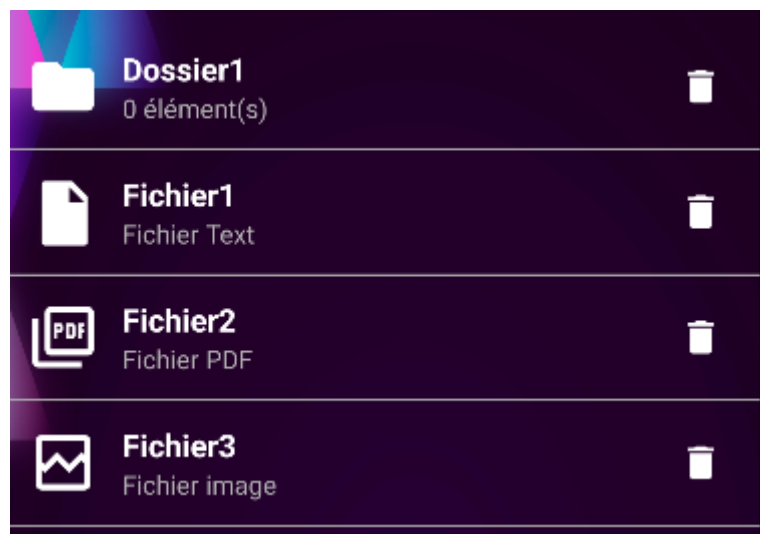 Dossier1
0 élément(s)
Fichier1
Fichier Text
PDF
Fichier2
Fichier PDF
Fichier3
Fichier image